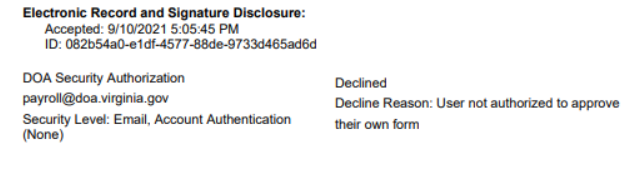 Electronic Record and Signature Disclosure:
Accepted: 9/10/2021 5:05:45 PM
ID: 082b54a0-e1df-4577-88de-9733d465ad6d
DOA Security Authorization
payroll@doa.virginia.gov
Security Level: Email, Account Authentication
(None)
Declined
Decline Reason: User not authorized to approve
their own form